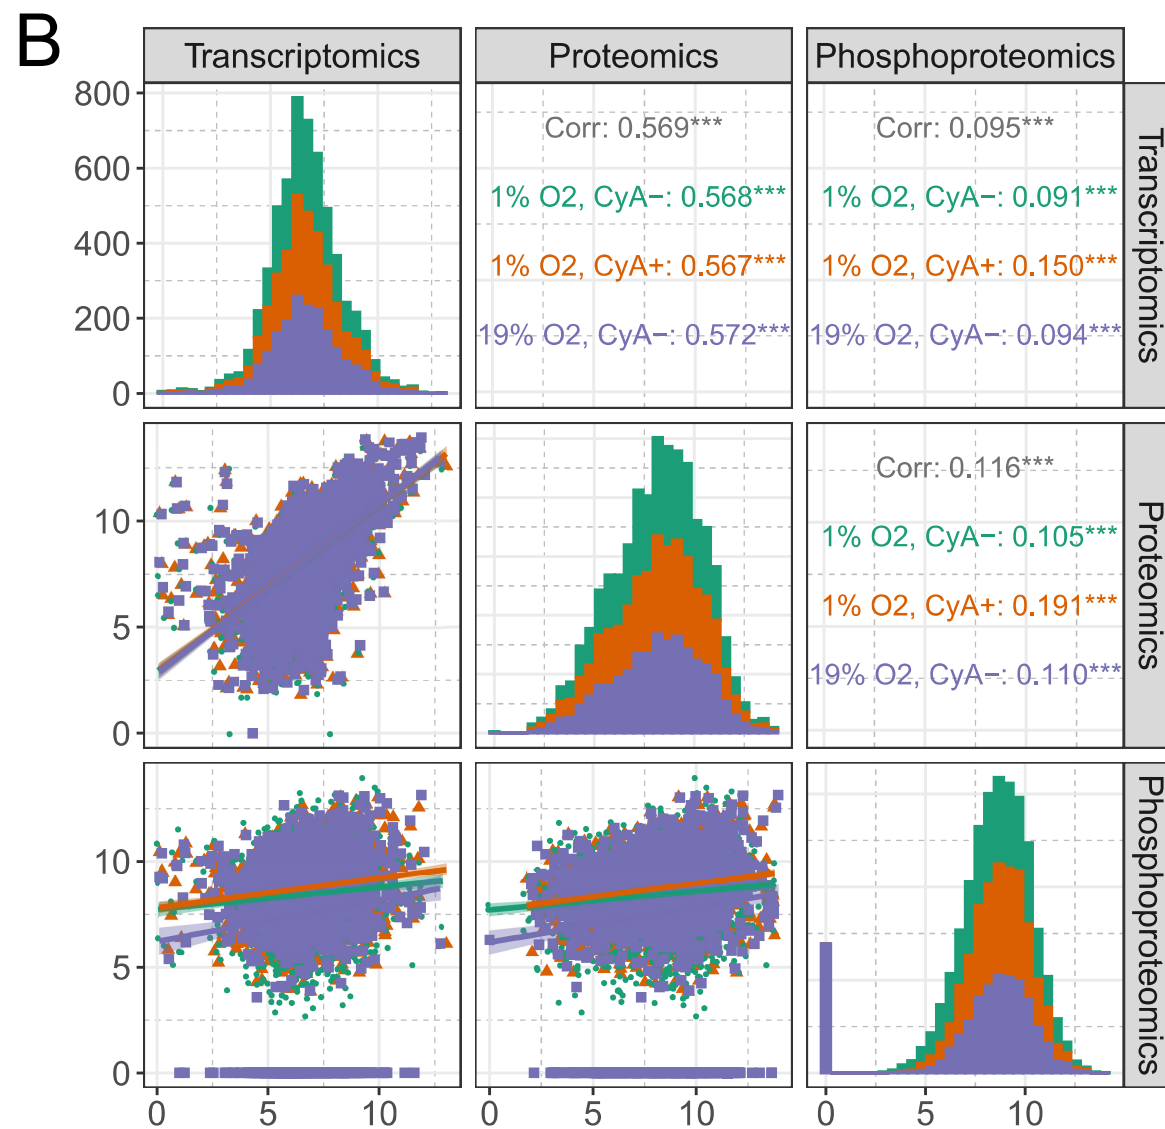 B
Transcriptomics
Proteomics
Phosphoproteomics
800
600
400
200
0
Corr: 0.569***
1% O2, CyA−: 0.568***
1% O2, CyA+: 0.567***
19% O2, CyA−: 0.572***
Corr: 0.095***
1% O2, CyA−: 0.091***
1% O2, CyA+: 0.150***
19% O2, CyA−: 0.094***
Transcriptomics
10
5
0
Corr: 0.116***
1% O2, CyA−: 0.105***
1% O2, CyA+: 0.191***
19% O2, CyA−: 0.110***
Proteomics
10
5
0
Phosphoproteomics
0 5 10
0 5 10
0 5 10